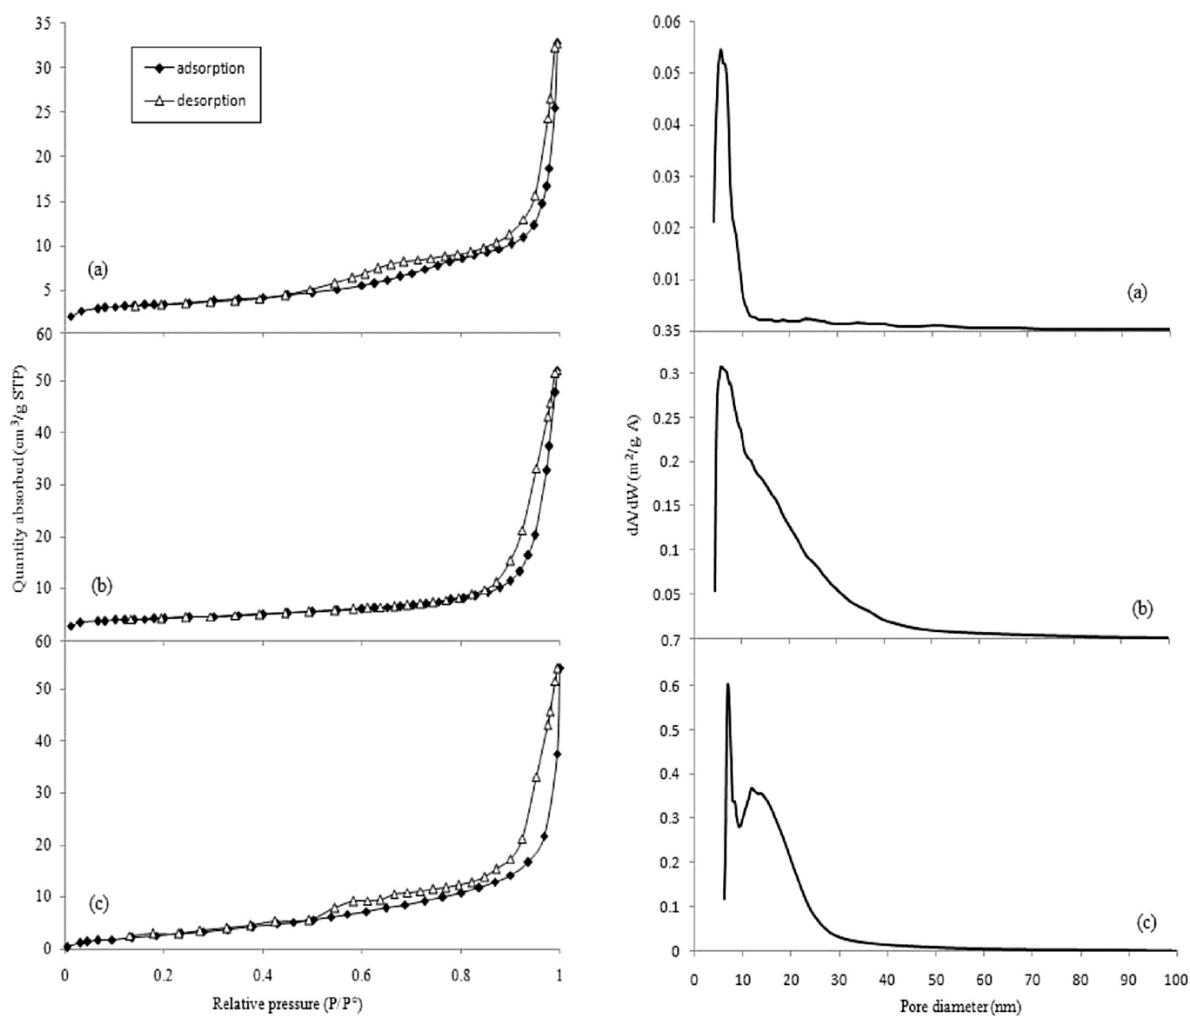 35
30
25
20
15
10
5
60
50
40
30
20
10
60
50
40
30
20
10
0
adsorption
desorption
(a)
(b)
(c)
Quantity absorbed (cm³/g STP)
0 0.2 0.4 0.6 0.8 1
Relative pressure (P/P°)
0.06
0.05
0.04
0.03
0.02
0.01
0.35
0.3
0.25
0.2
0.15
0.1
0.05
0.7
0.6
0.5
0.4
0.3
0.2
0.1
0
(a)
(b)
(c)
dA/dW (m²/g A)
0 10 20 30 40 50 60 70 80 90 100
Pore diameter (nm)